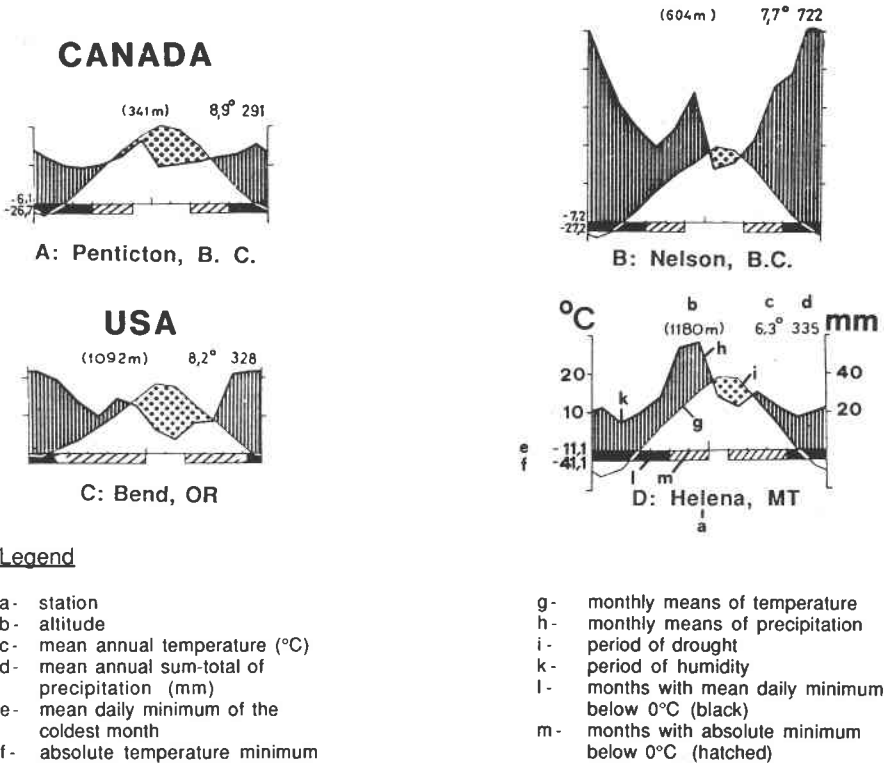 CANADA
(341m) 8,9° 291
-6,1
-26,7
A: Penticton, B. C.
(604m) 7,7° 722
-7,2
-27,2
B: Nelson, B.C.
USA
(1092m) 8,2° 328
C: Bend, OR
°C b c d mm
(1180m) 6.3° 335
h
i
20
40
k
10
20
g
e -11,1
f -41,1
l m
D: Helena, MT
a
Legend
a- station
b- altitude
c- mean annual temperature (°C)
d- mean annual sum-total of
precipitation (mm)
e- mean daily minimum of the
coldest month
f- absolute temperature minimum
g- monthly means of temperature
h- monthly means of precipitation
i- period of drought
k- period of humidity
l- months with mean daily minimum
below 0°C (black)
m- months with absolute minimum
below 0°C (hatched)